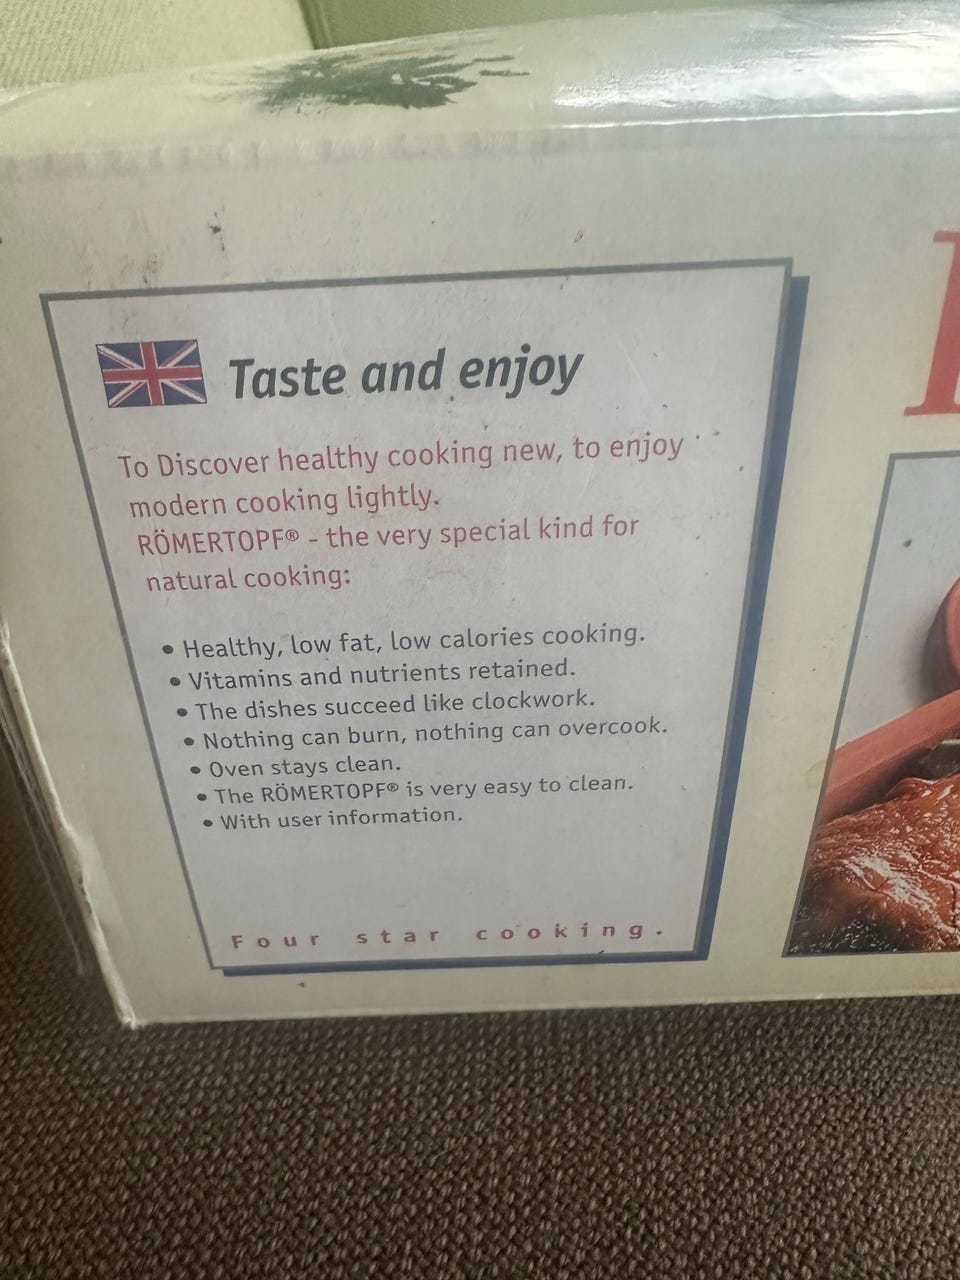 Taste and enjoy
To Discover healthy cooking new, to enjoy
modern cooking lightly.
RÖMERTOPF® - the very special kind for
natural cooking:
• Healthy, low fat, low calories cooking.
• Vitamins and nutrients retained.
• The dishes succeed like clockwork.
• Nothing can burn, nothing can overcook.
• Oven stays clean.
• The RÖMERTOPF® is very easy to clean.
• With user information.
Four star cooking.